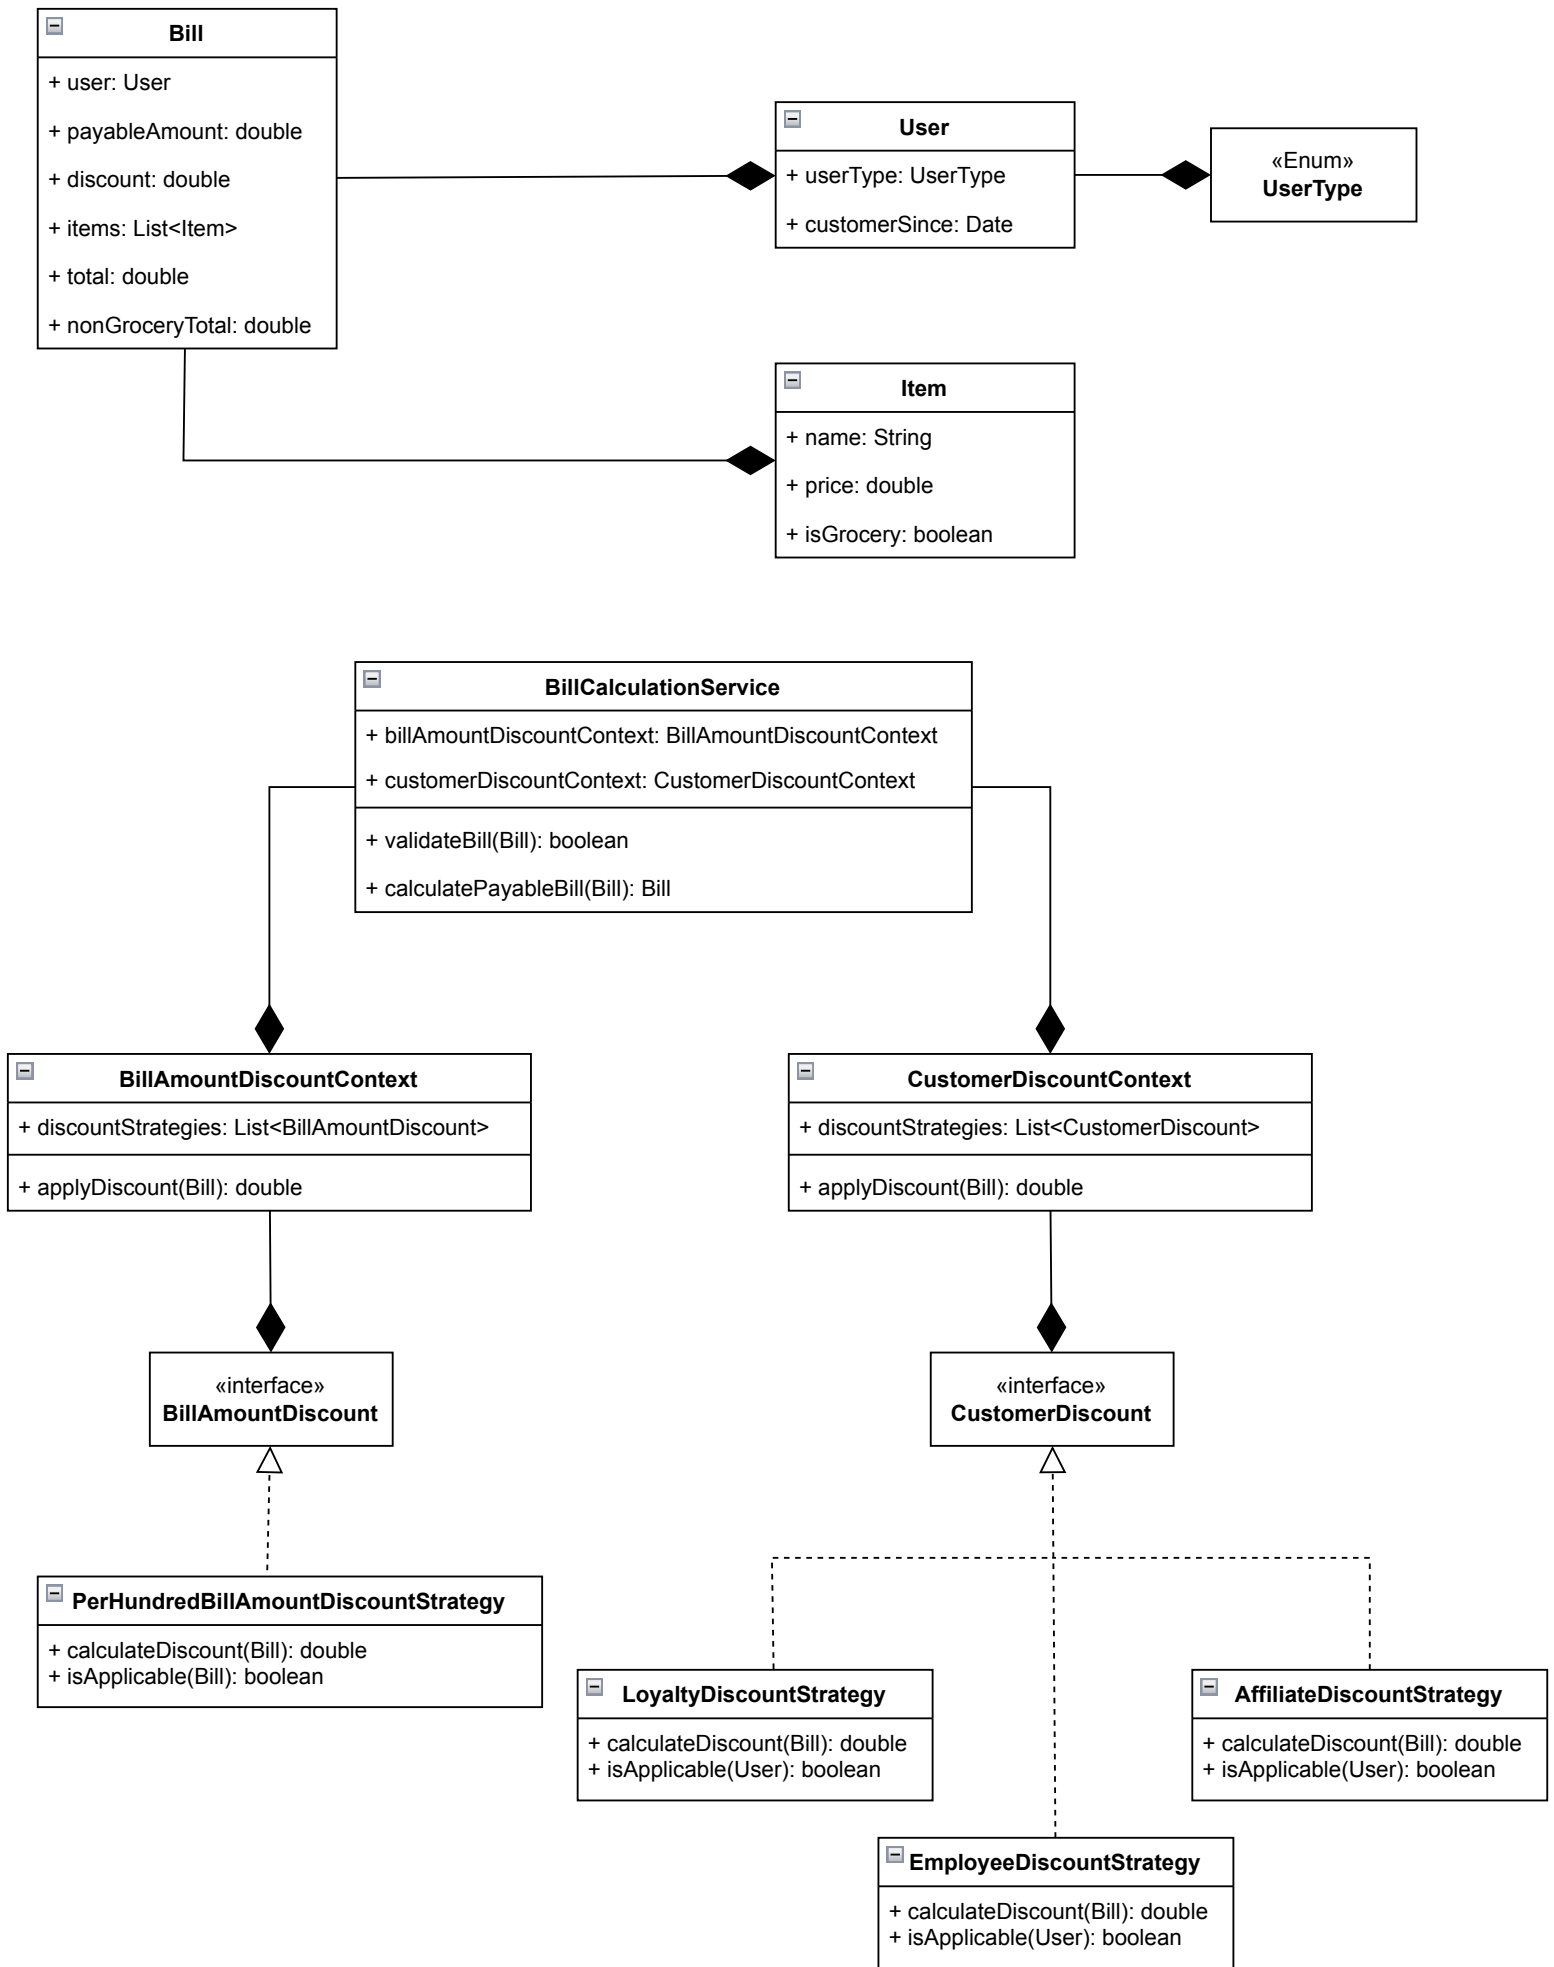 Bill
+ user: User
+ payableAmount: double
+ discount: double
+ items: List<Item>
+ total: double
+ nonGroceryTotal: double
User
+ userType: UserType
+ customerSince: Date
«Enum»
UserType
Item
+ name: String
+ price: double
+ isGrocery: boolean
BillCalculationService
+ billAmountDiscountContext: BillAmountDiscountContext
+ customerDiscountContext: CustomerDiscountContext
+ validateBill(Bill): boolean
+ calculatePayableBill(Bill): Bill
BillAmountDiscountContext
+ discountStrategies: List<BillAmountDiscount>
+ applyDiscount(Bill): double
CustomerDiscountContext
+ discountStrategies: List<CustomerDiscount>
+ applyDiscount(Bill): double
«interface»
BillAmountDiscount
«interface»
CustomerDiscount
PerHundredBillAmountDiscountStrategy
+ calculateDiscount(Bill): double
+ isApplicable(Bill): boolean
LoyaltyDiscountStrategy
+ calculateDiscount(Bill): double
+ isApplicable(User): boolean
AffiliateDiscountStrategy
+ calculateDiscount(Bill): double
+ isApplicable(User): boolean
EmployeeDiscountStrategy
+ calculateDiscount(Bill): double
+ isApplicable(User): boolean